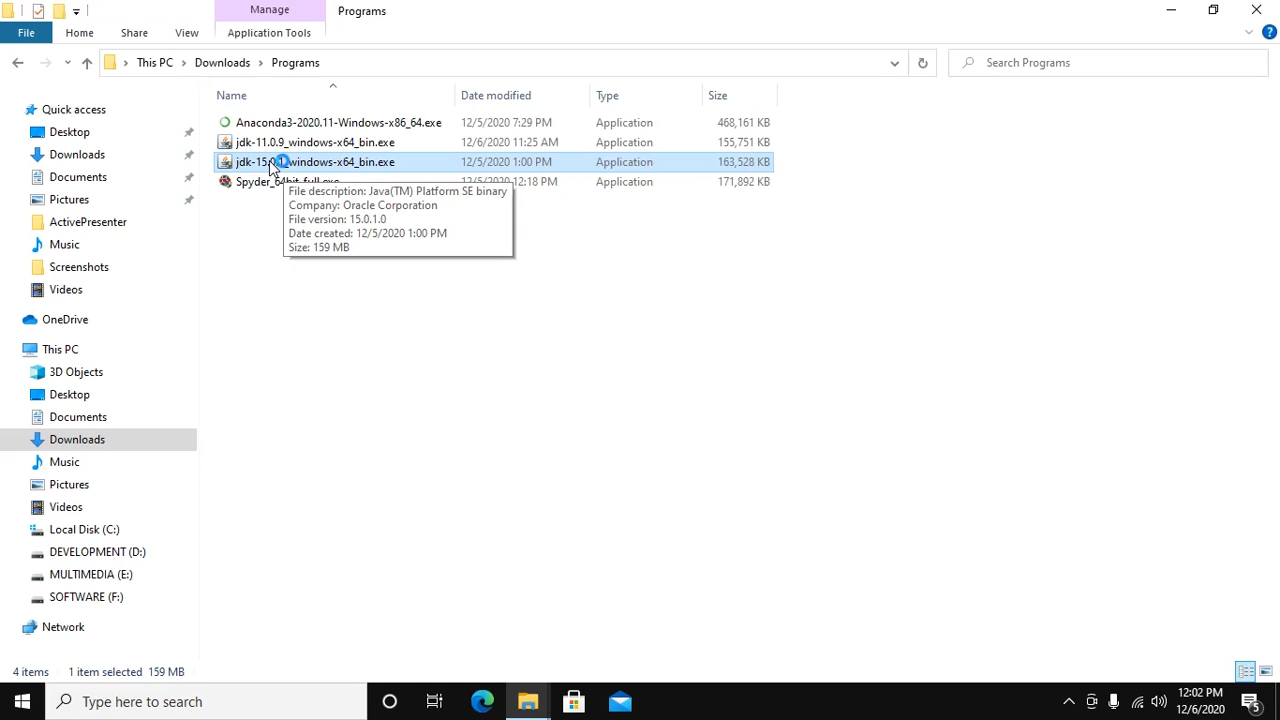 Manage
Programs
File
Home
Share
View
Application Tools
This PC
Downloads
Programs
Search Programs
Name
Date modified
Type
Size
Anaconda3-2020.11-Windows-x86_64.exe 12/5/2020 7:29 PM Application 468,161 KB
jdk-11.0.9_windows-x64_bin.exe 12/6/2020 11:25 AM Application 155,751 KB
jdk-15.0.1_windows-x64_bin.exe 12/5/2020 1:00 PM Application 163,528 KB
Spyder_64bit_full.exe 12:18 PM Application 171,892 KB
File description: Java(TM) Platform SE binary
Company: Oracle Corporation
File version: 15.0.1.0
Date created: 12/5/2020 1:00 PM
Size: 159 MB
Quick access
Desktop
Downloads
Documents
Pictures
ActivePresenter
Music
Screenshots
Videos
OneDrive
This PC
3D Objects
Desktop
Documents
Downloads
Music
Pictures
Videos
Local Disk (C:)
DEVELOPMENT (D:)
MULTIMEDIA (E:)
SOFTWARE (F:)
Network
4 items
1 item selected 159 MB
Type here to search
12:02 PM
12/6/2020
5